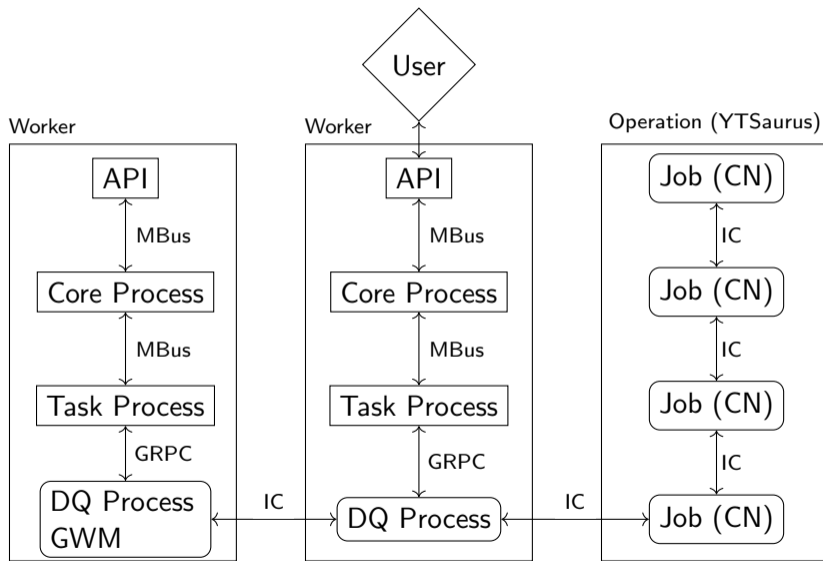 User
Worker
API
MBus
Core Process
MBus
Task Process
GRPC
DQ Process
GWM
IC
Worker
API
MBus
Core Process
MBus
Task Process
GRPC
DQ Process
IC
Operation (YTSaurus)
Job (CN)
IC
Job (CN)
IC
Job (CN)
IC
Job (CN)